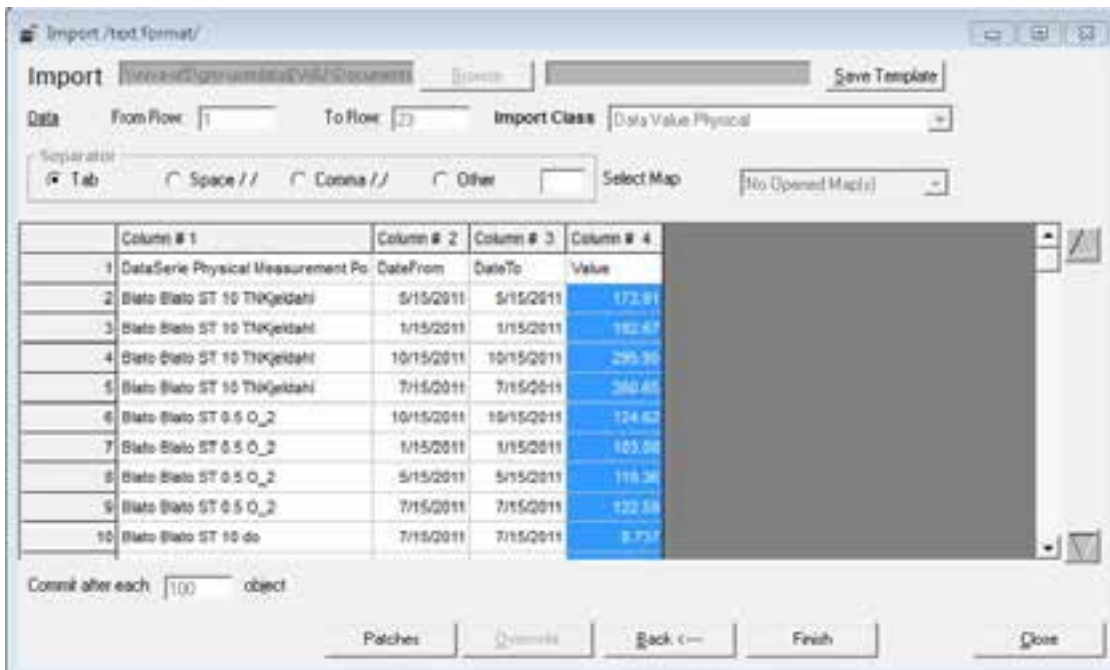 Import /text format/
Import Browse Save Template
Data From Row: 1 To Row: 23 Import Class Data Value Physical
Separator
Tab Space / / Comma /,/ Other Select Map No Opened Map(s)
Column # 1 Column # 2 Column # 3 Column # 4
1 DataSerie Physical Measurement Po DateFrom DateTo Value
2 Blato Blato ST 10 TNKjeldahl 5/15/2011 5/15/2011 173.91
3 Blato Blato ST 10 TNKjeldahl 1/15/2011 1/15/2011 192.67
4 Blato Blato ST 10 TNKjeldahl 10/15/2011 10/15/2011
5 Blato Blato ST 10 TNKjeldahl 7/15/2011 7/15/2011
6 Blato Blato ST 0.5 O_2 10/15/2011 10/15/2011 124.62
7 Blato Blato ST 0.5 O_2 1/15/2011 1/15/2011
8 Blato Blato ST 0.5 O_2 5/15/2011 5/15/2011
9 Blato Blato ST 0.5 O_2 7/15/2011 7/15/2011
10 Blato Blato ST 10 do 7/15/2011 7/15/2011
Commit after each 100 object
Patches Override Back <--- Finish Close